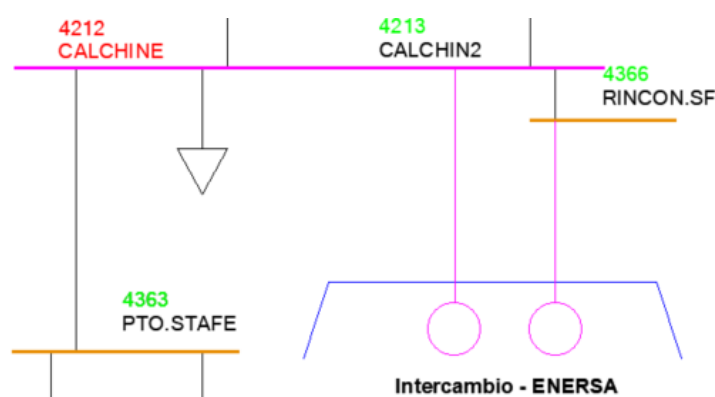 4212
CALCHINE
4213
CALCHIN2
4366
RINCON.SF
4363
PTO.STAFE
Intercambio - ENERSA